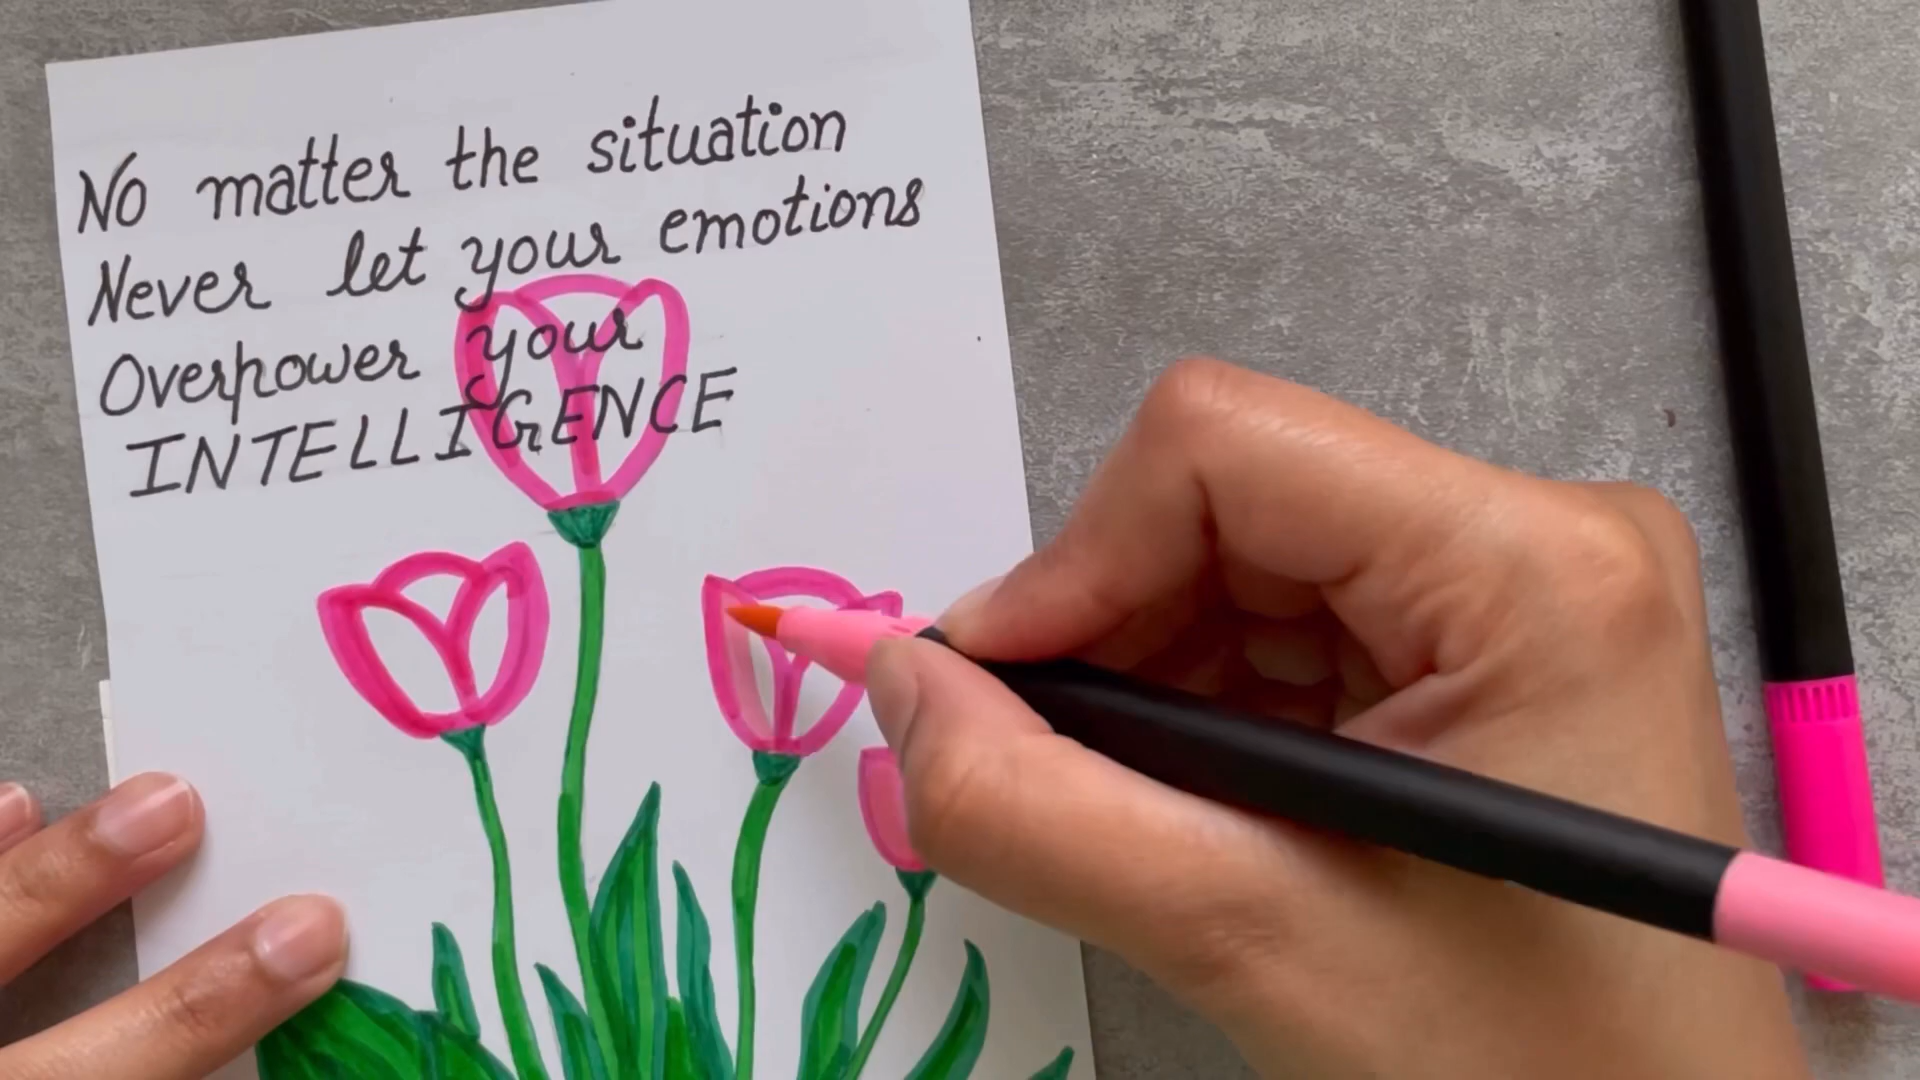 No matter the situation
Never let your emotions
Overpower your
INTELLIGENCE